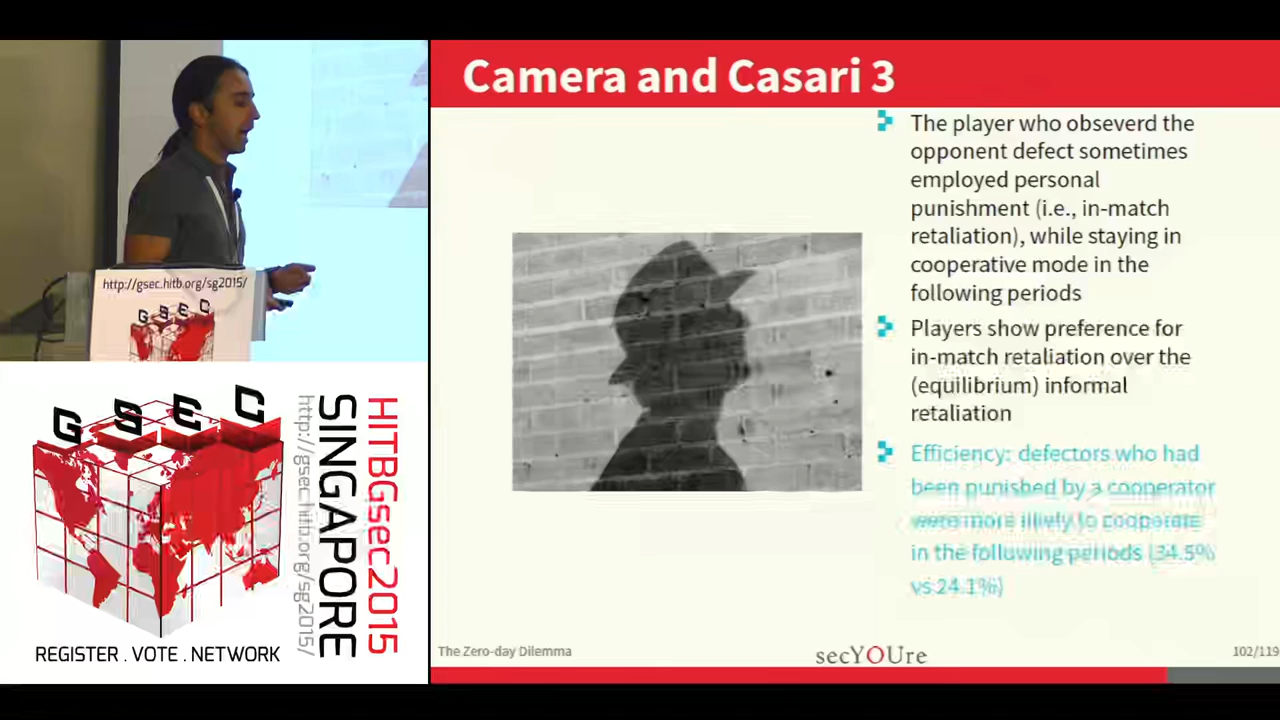 Camera and Casari 3
The player who obseverd the
opponent defect sometimes
employed personal
punishment (i.e., in-match
retaliation), while staying in
cooperative mode in the
following periods
Players show preference for
in-match retaliation over the
(equilibrium) informal
retaliation
Efficiency: defectors who had
been punished by a cooperator
were more likely to cooperate
in the following periods (34.5%
vs 24.1%)
The Zero-day Dilemma
secYOUre
102/119
http://gsec.hitb.org/sg2015/
G S E C
G S E C
REGISTER . VOTE . NETWORK
http://gsec.hitb.org/sg2015/
SINGAPORE
HITBGsec2015